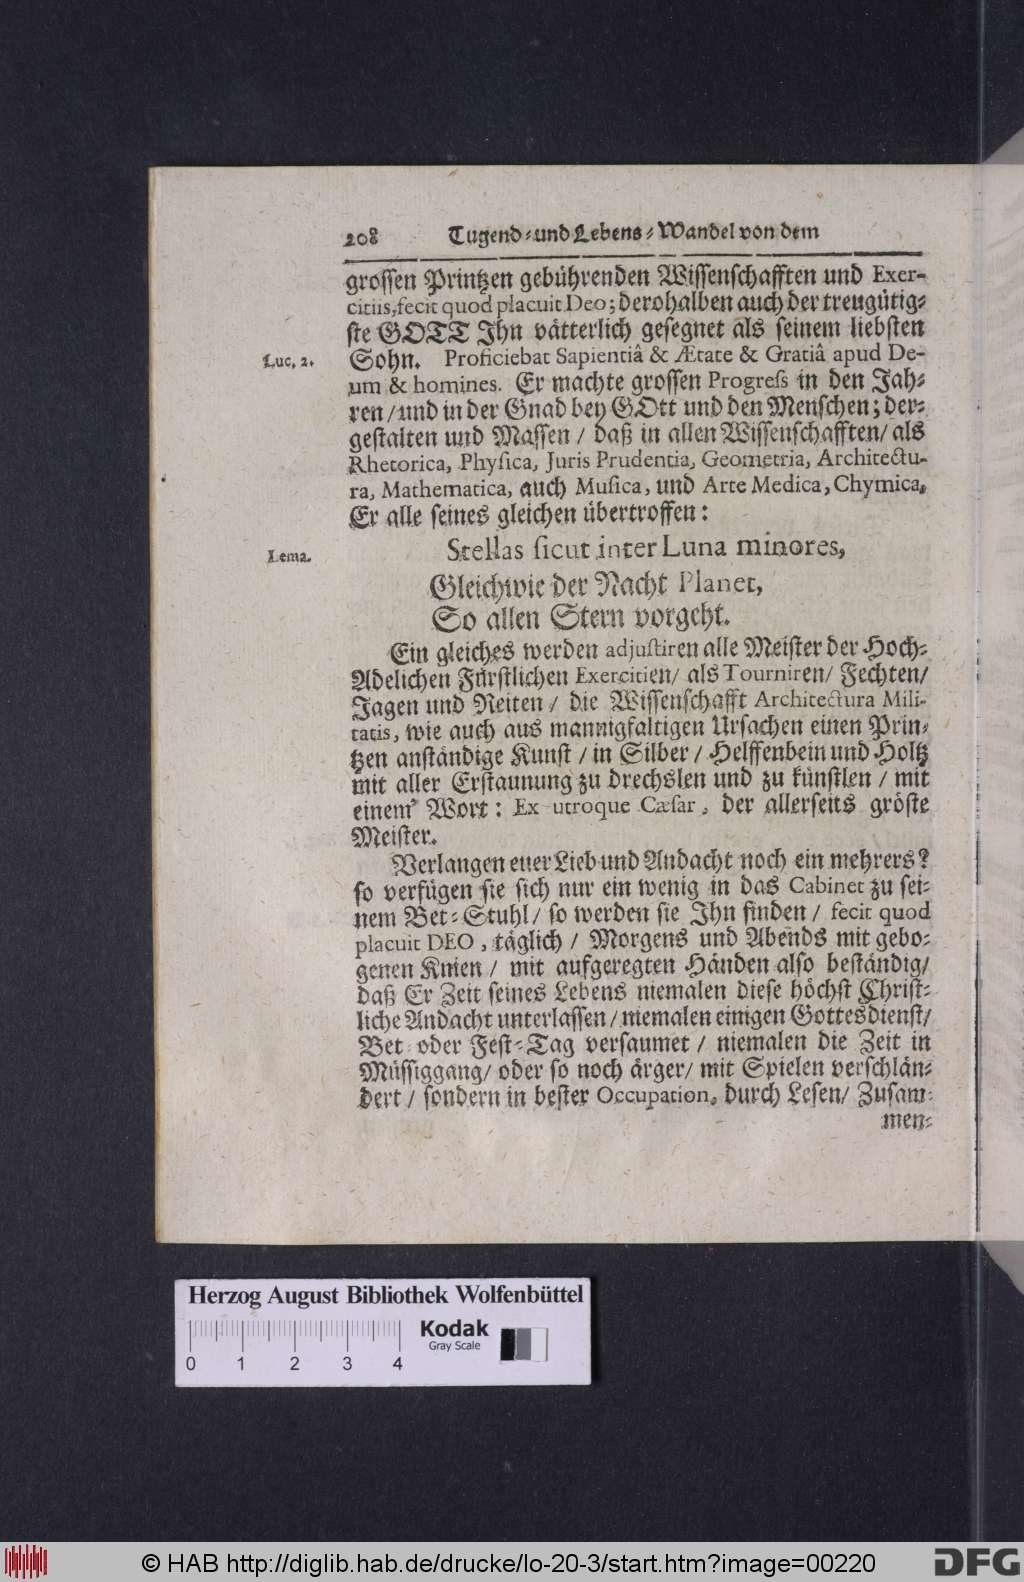 208 Tugend- und Lebens-Wandel von dem
grossen Printzen gebührenden Wissenschafften und Exer-
citiis, fecit quod placuit Deo; derohalben auch der treugütig-
ste GOTT Ihn vätterlich gesegnet als seinem liebsten
Luc. 2. Sohn. Proficiebat Sapientiâ & Ætate & Gratiâ apud De-
um & homines. Er machte grossen Progreſs in den Jah-
ren / und in der Gnad bey GOtt und den Menschen; der-
gestalten und Massen / daß in allen Wissenschafften / als
Rhetorica, Phyſica, Juris Prudentia, Geometria, Architectu-
ra, Mathematica, auch Muſica, und Arte Medica, Chymica,
Er alle seines gleichen übertroffen:
Lema. Stellas ſicut inter Luna minores,
Gleichwie der Nacht Planet,
So allen Stern vorgeht.
Ein gleiches werden adjuſtiren alle Meister der Hoch-
Adelichen Fürstlichen Exercitien / als Tourniren / Fechten /
Jagen und Reiten / die Wissenschafft Architectura Mili-
tatis, wie auch aus mannigfaltigen Ursachen einen Prin-
tzen anständige Kunst / in Silber / Helffenbein und Holtz
mit aller Erstaunung zu drechslen und zu künstlen / mit
einem Wort: Ex utroque Cæſar, der allerseits gröste
Meister.
Verlangen euer Lieb und Andacht noch ein mehrers?
so verfügen sie sich nur ein wenig in das Cabinet zu sei-
nem Bet-Stuhl / so werden sie Ihn finden / fecit quod
placuit DEO, täglich / Morgens und Abends mit gebo-
genen Knien / mit aufgeregten Händen also beständig /
daß Er Zeit seines Lebens niemalen diese höchst Christ-
liche Andacht unterlassen / niemalen einigen Gottesdienst /
Bet- oder Fest-Tag versaumet / niemalen die Zeit in
Müssiggang / oder so noch ärger / mit Spielen verschlän-
dert / sondern in bester Occupation, durch Lesen / Zusam-
men-
Herzog August Bibliothek Wolfenbüttel
Kodak
Gray Scale
0 1 2 3 4
© HAB http://diglib.hab.de/drucke/lo-20-3/start.htm?image=00220
DFG